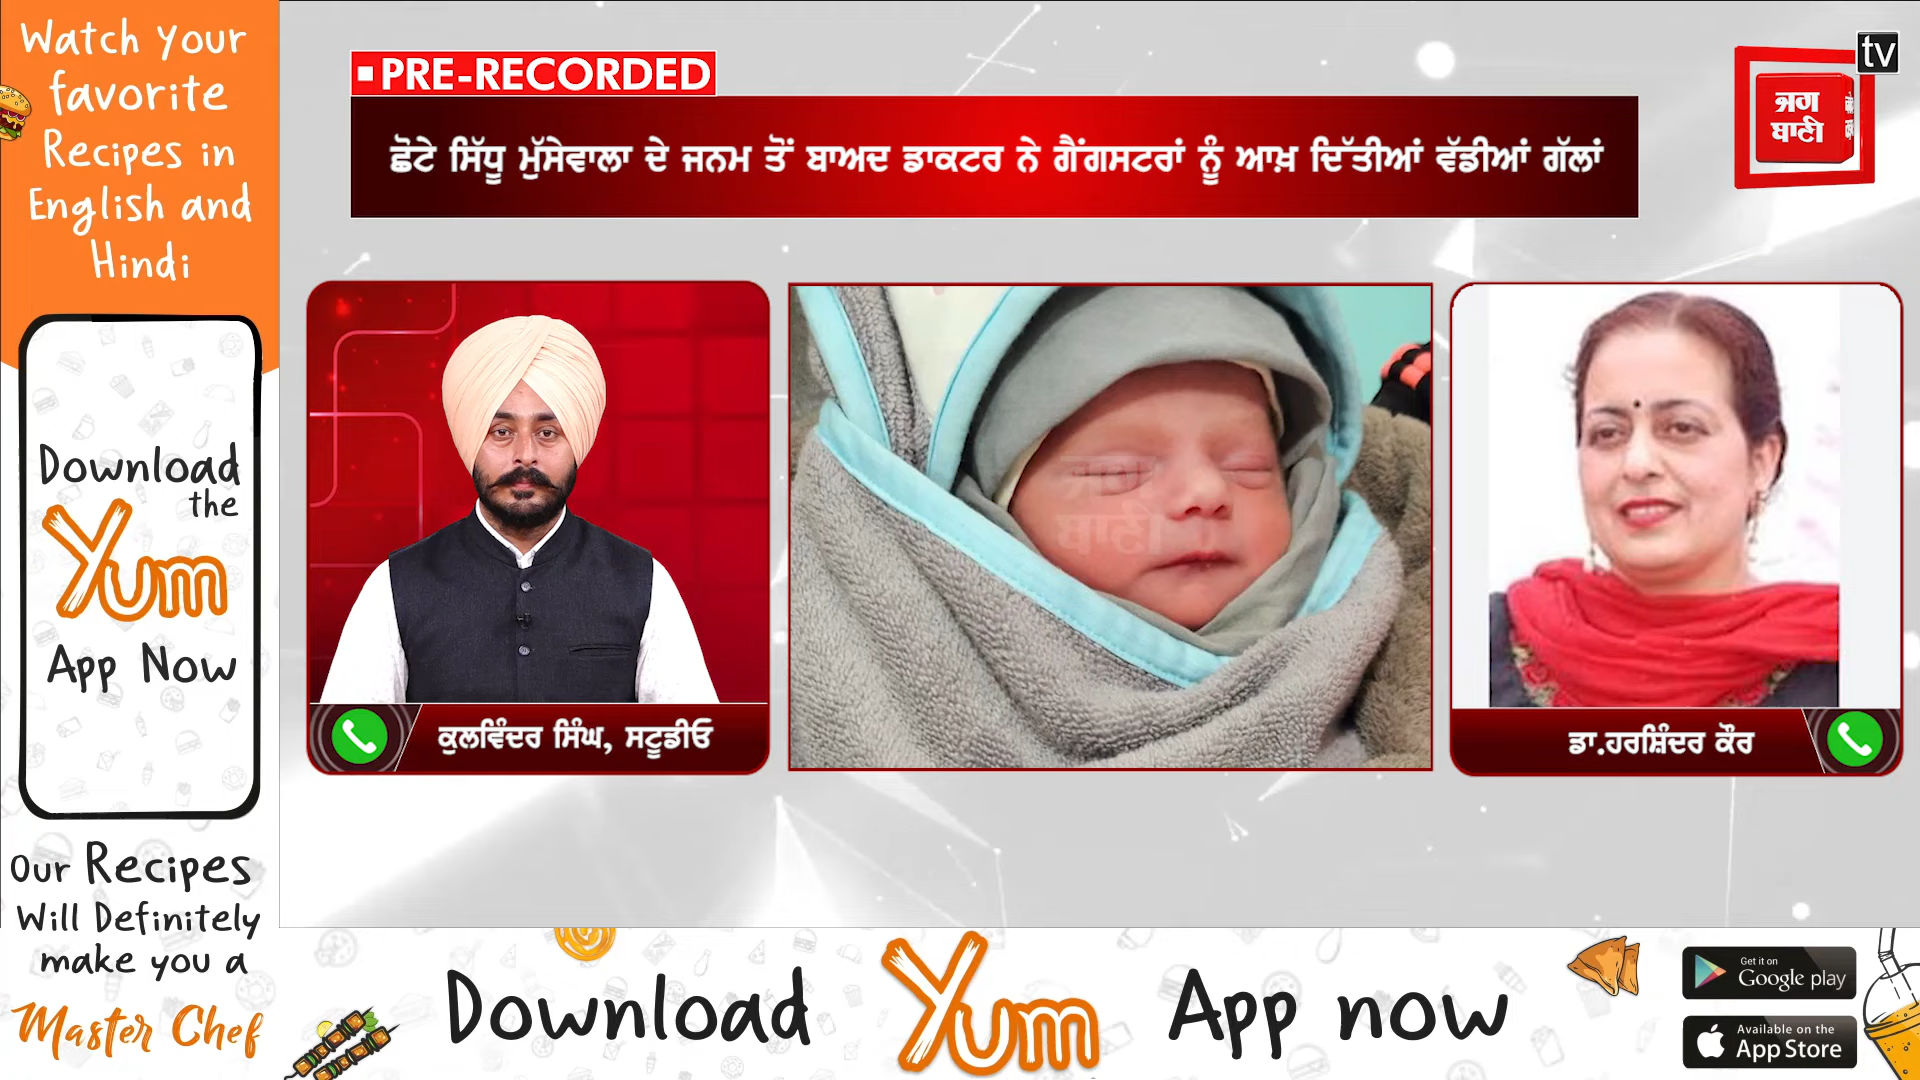 Watch your
favorite
Recipes in
English and
Hindi
Download
the
Yum
App Now
Our Recipes
Will Definitely
make you a
Master Chef
PRE-RECORDED
ਛੋਟੇ ਸਿੱਧੂ ਮੁੱਸੇਵਾਲਾ ਦੇ ਜਨਮ ਤੋਂ ਬਾਅਦ ਡਾਕਟਰ ਨੇ ਗੈਂਗਸਟਰਾਂ ਨੂੰ ਆਖ਼ ਦਿੱਤੀਆਂ ਵੱਡੀਆਂ ਗੱਲਾਂ
tv
ਜਗ
ਬਾਣੀ
ਜਗ
ਬਾਣੀ
ਕੁਲਵਿੰਦਰ ਸਿੰਘ, ਸਟੂਡੀਓ
ਡਾ.ਹਰਸ਼ਿੰਦਰ ਕੌਰ
Download Yum App now
Get it on
Google play
Available on the
App Store